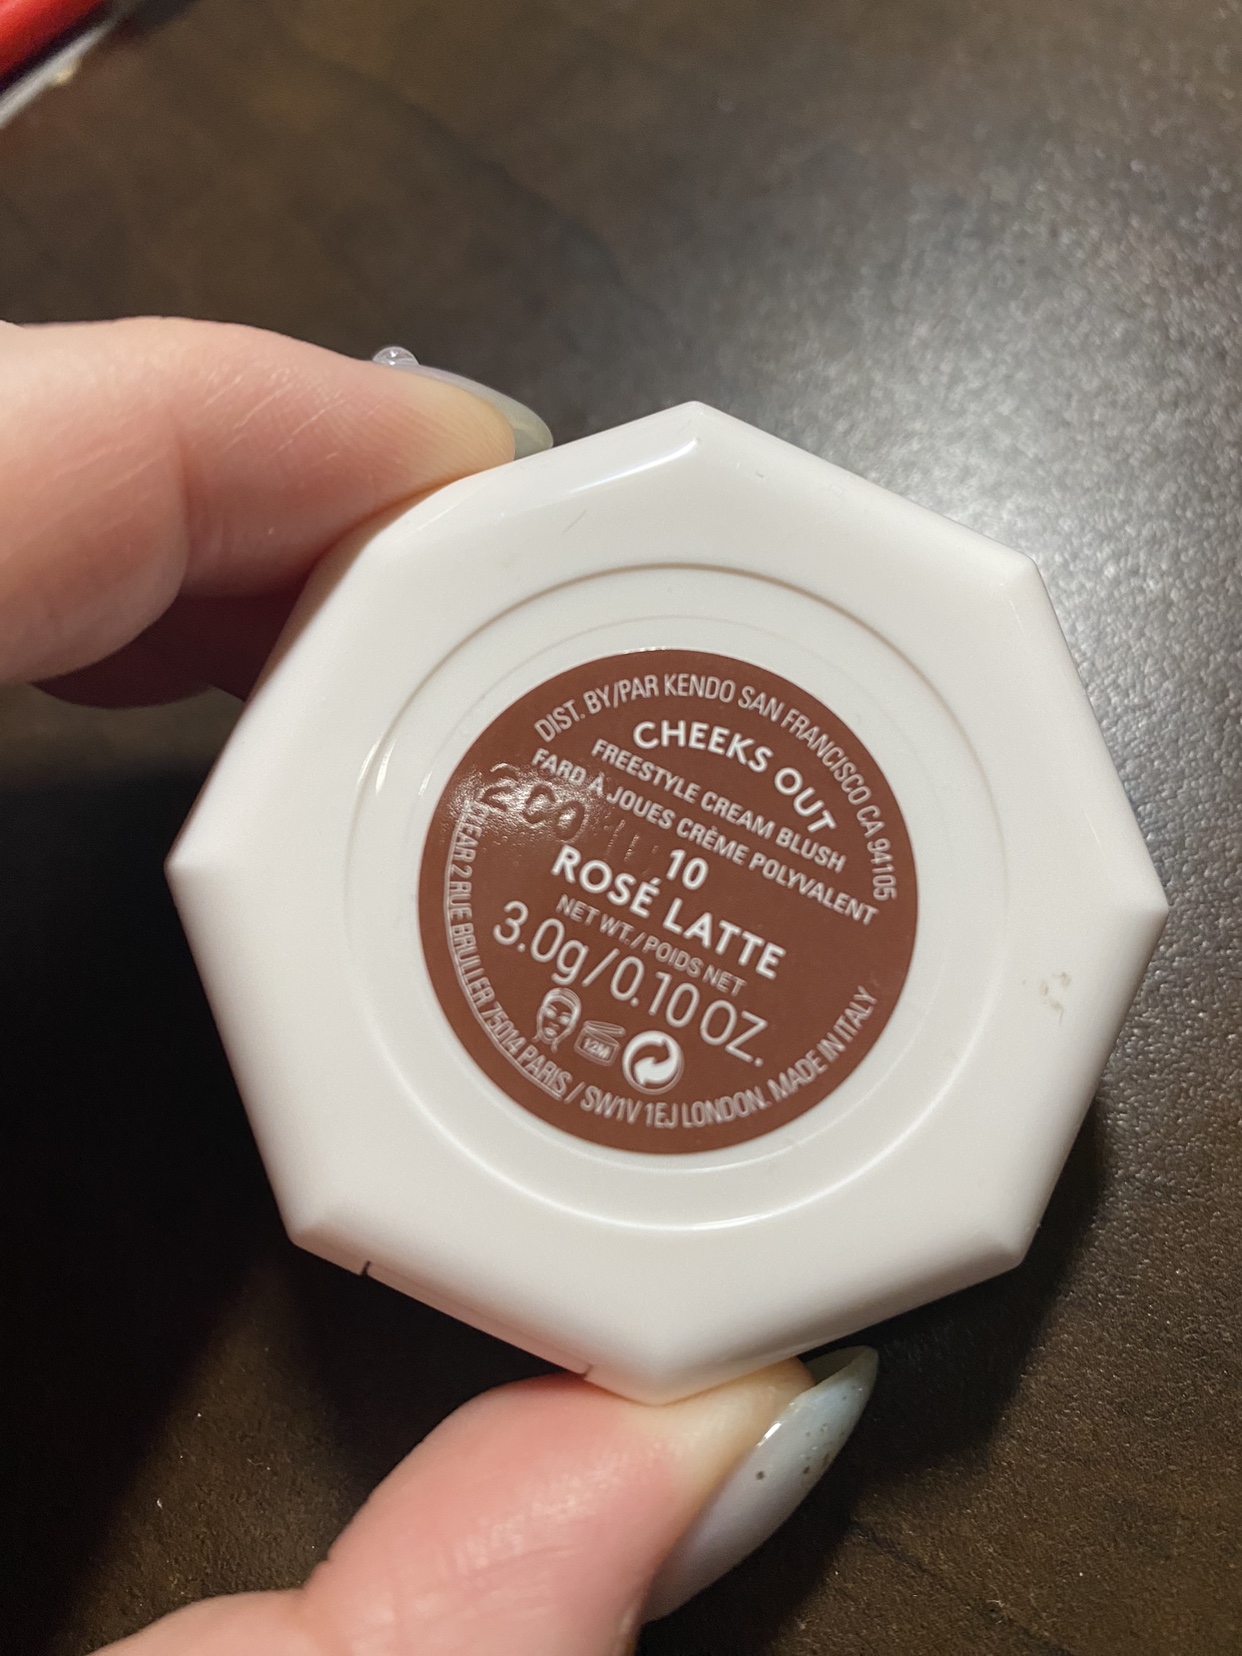 DIST. BY/PAR KENDO SAN FRANCISCO CA 94105
CHEEKS OUT
FREESTYLE CREAM BLUSH
FARD À JOUES CRÈME POLYVALENT
10
ROSÉ LATTE
NET WT./POIDS NET
3.0g/0.10 OZ.
12M
2 RUE BRULLER 75014 PARIS / SW1V 1EJ LONDON. MADE IN ITALY